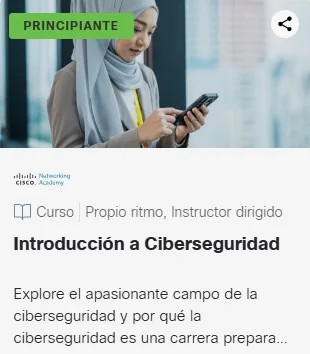 PRINCIPIANTE
CISCO. Networking
Academy
Curso Propio ritmo, Instructor dirigido
Introducción a Ciberseguridad
Explore el apasionante campo de la
ciberseguridad y por qué la
ciberseguridad es una carrera prepara...